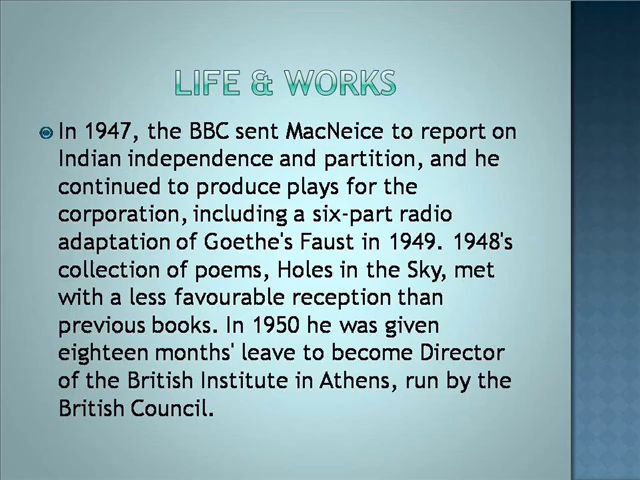 LIFE & WORKS
In 1947, the BBC sent MacNeice to report on
Indian independence and partition, and he
continued to produce plays for the
corporation, including a six-part radio
adaptation of Goethe's Faust in 1949. 1948's
collection of poems, Holes in the Sky, met
with a less favourable reception than
previous books. In 1950 he was given
eighteen months' leave to become Director
of the British Institute in Athens, run by the
British Council.